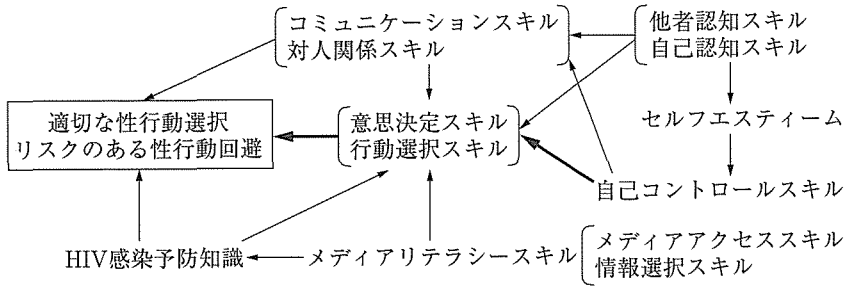 コミュニケーションスキル
対人関係スキル
他者認知スキル
自己認知スキル
適切な性行動選択
リスクのある性行動回避
意思決定スキル
行動選択スキル
セルフエスティーム
自己コントロールスキル
HIV感染予防知識
メディアリテラシースキル
メディアアクセススキル
情報選択スキル